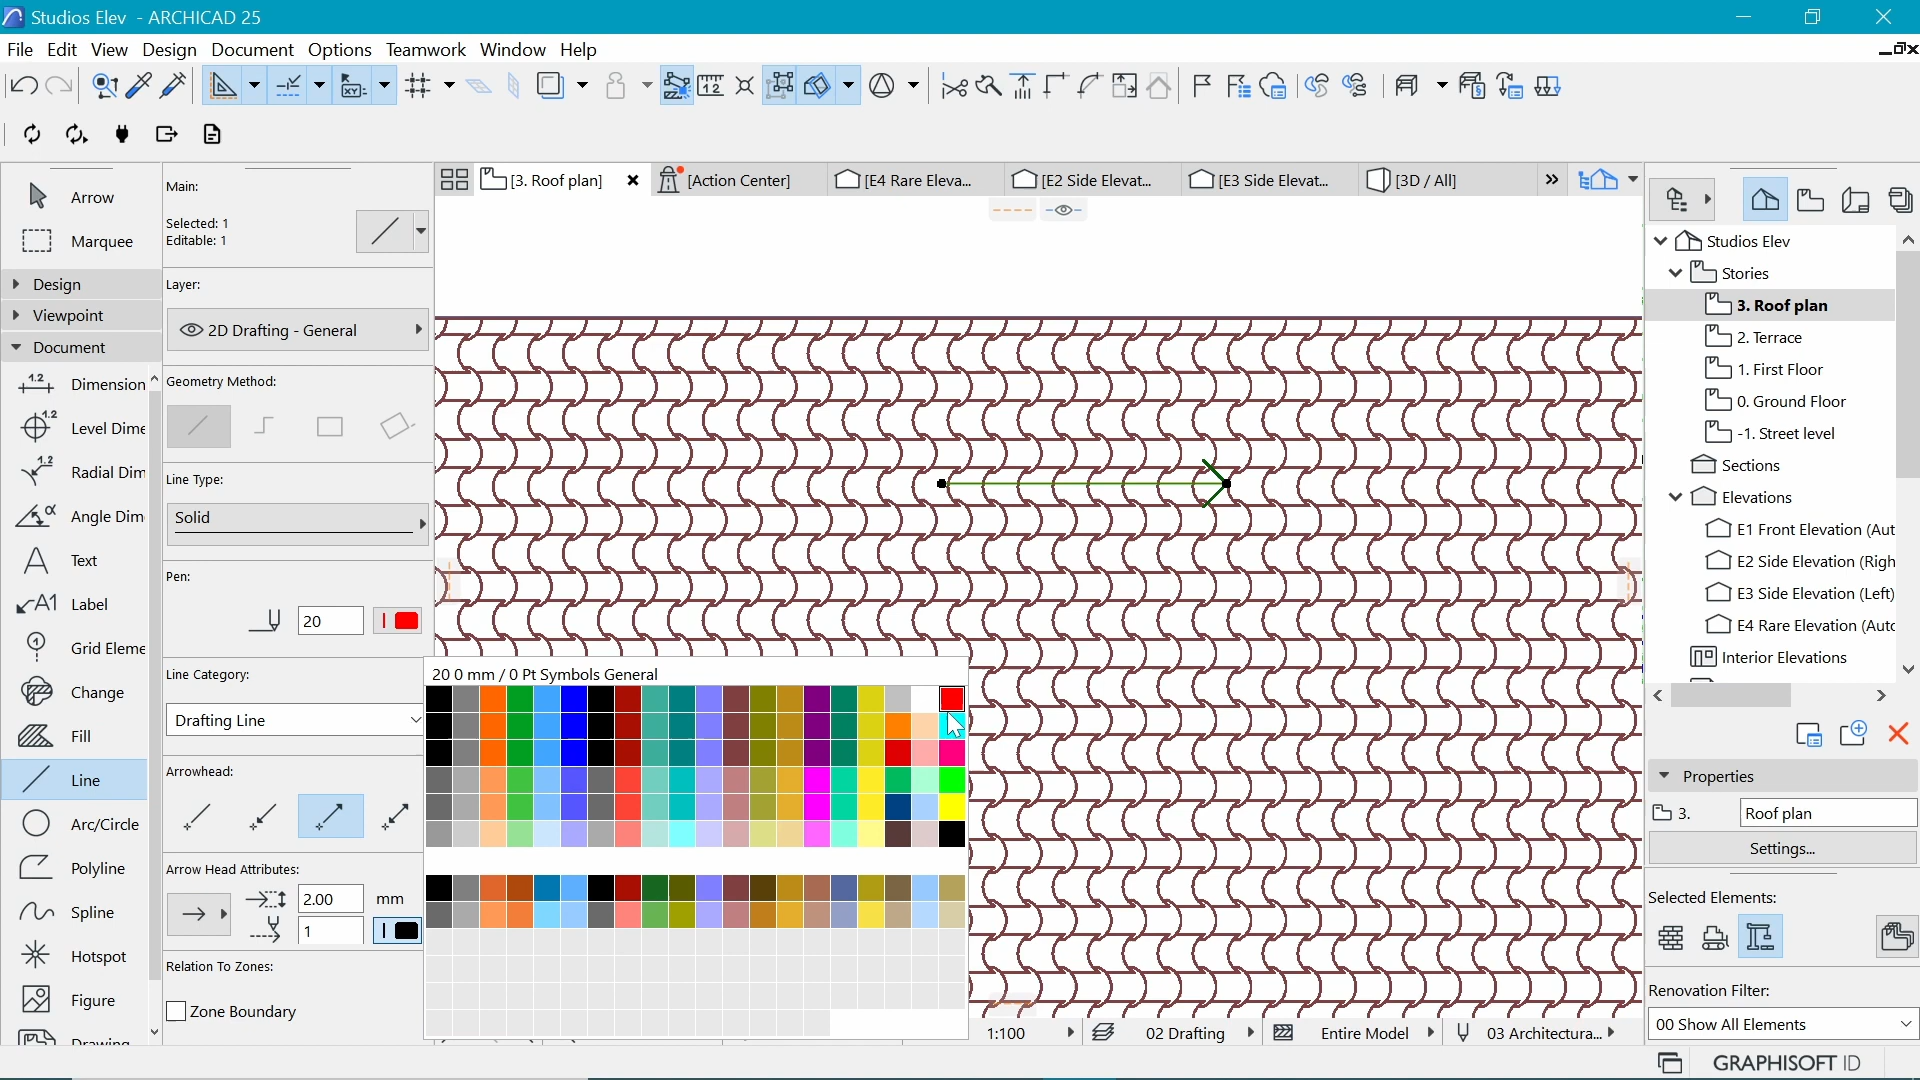 Studios Elev - ARCHICAD 25
File Edit View Design Document Options Teamwork Window Help
[3. Roof plan]
[Action Center]
[E4 Rare Eleva...
[E2 Side Elevat...
[E3 Side Elevat...
[3D / All]
Arrow
Marquee
Design
Viewpoint
Document
Dimension
Level Dime
Radial Dim
Angle Dim
Text
Label
Grid Eleme
Change
Fill
Line
Arc/Circle
Polyline
Spline
Hotspot
Figure
Main:
Selected: 1
Editable: 1
Layer:
2D Drafting - General
Geometry Method:
Line Type:
Solid
Pen:
20
Line Category:
Drafting Line
Arrowhead:
Arrow Head Attributes:
2.00 mm
1
Relation To Zones:
Zone Boundary
20 0 mm / 0 Pt Symbols General
1:100
02 Drafting
Entire Model
03 Architectura...
Studios Elev
Stories
3. Roof plan
2. Terrace
1. First Floor
0. Ground Floor
-1. Street level
Sections
Elevations
E1 Front Elevation (Aut
E2 Side Elevation (Righ
E3 Side Elevation (Left)
E4 Rare Elevation (Auto
Interior Elevations
Properties
3. Roof plan
Settings...
Selected Elements:
Renovation Filter:
00 Show All Elements
GRAPHISOFT ID